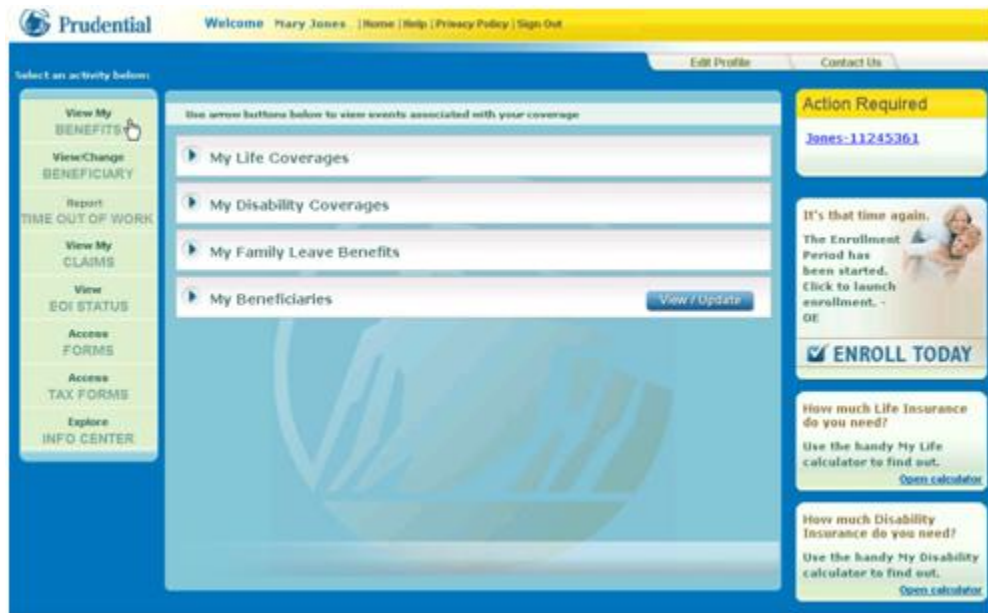 Prudential
Welcome Mary Jones | Home | Help | Privacy Policy | Sign Out
Edit Profile
Contact Us
Select an activity below:
View My
BENEFITS
View/Change
BENEFICIARY
Report
TIME OUT OF WORK
View My
CLAIMS
View
EOI STATUS
Access
FORMS
Access
TAX FORMS
Explore
INFO CENTER
Use arrow buttons below to view events associated with your coverage
My Life Coverages
My Disability Coverages
My Family Leave Benefits
My Beneficiaries
View / Update
Action Required
Jones-11245361
It's that time again.
The Enrollment
Period has
been started.
Click to launch
enrollment. -
OE
ENROLL TODAY
How much Life Insurance
do you need?
Use the handy My Life
calculator to find out.
Open calculator
How much Disability
Insurance do you need?
Use the handy My Disability
calculator to find out.
Open calculator